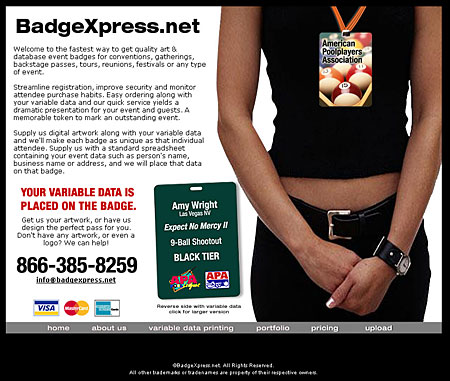 BadgeXpress.net
Welcome to the fastest way to get quality art &
database event badges for conventions, gatherings,
backstage passes, tours, reunions, festivals or any type
of event.
Streamline registration, improve security and monitor
attendee purchase habits. Easy ordering along with
your variable data and our quick service yields a
dramatic presentation for your event and guests. A
memorable token to mark an outstanding event.
Supply us digital artwork along with your variable data
and we'll make each badge as unique as that individual
attendee. Supply us with a standard spreadsheet
containing your event data such as person's name,
business name or address, and we will place that data
on that badge.
YOUR VARIABLE DATA IS
PLACED ON THE BADGE.
Get us your artwork, or have us
design the perfect pass for you.
Don't have any artwork, or even a
logo? We can help!
866-385-8259
info@badgexpress.net
VISA
MasterCard
American
Poolplayers
Association
Amy Wright
Las Vegas NV
Expect No Mercy II
9-Ball Shootout
BLACK TIER
APA
APA
Reverse side with variable data
click for larger version
home about us variable data printing portfolio pricing upload
©BadgeXpress.net. All Rights Reserved.
All other trademarks or tradenames are property of their respective owners.